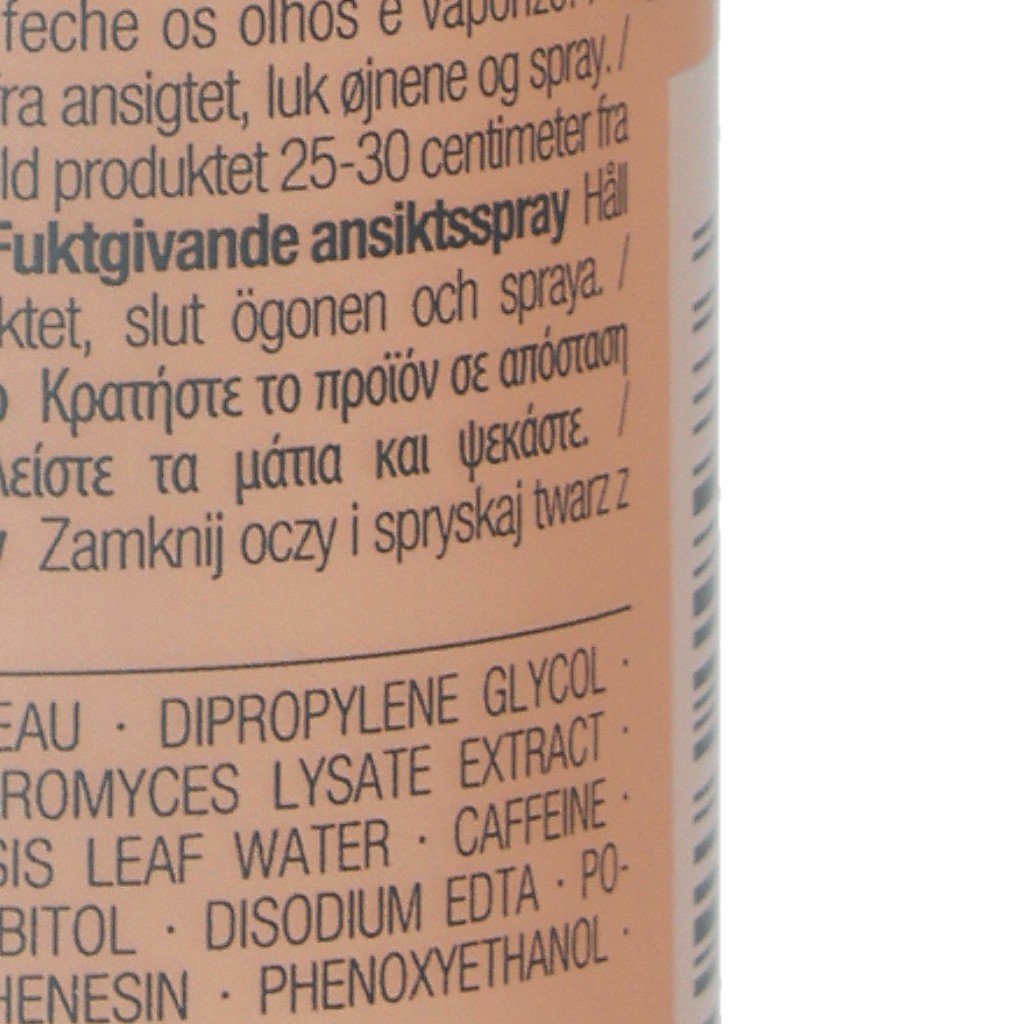 feche os olhos e vaporize.
fra ansigtet, luk øjnene og spray. /
ld produktet 25-30 centimeter fra
Fuktgivande ansiktsspray Håll
ktet, slut ögonen och spraya. /
Κρατήστε το προϊόν σε απόσταση
λείστε τα μάτια και ψεκάστε. /
Zamknij oczy i spryskaj twarz z
EAU · DIPROPYLENE GLYCOL ·
ROMYCES LYSATE EXTRACT ·
SIS LEAF WATER · CAFFEINE ·
BITOL · DISODIUM EDTA · PO-
HENESIN · PHENOXYETHANOL ·